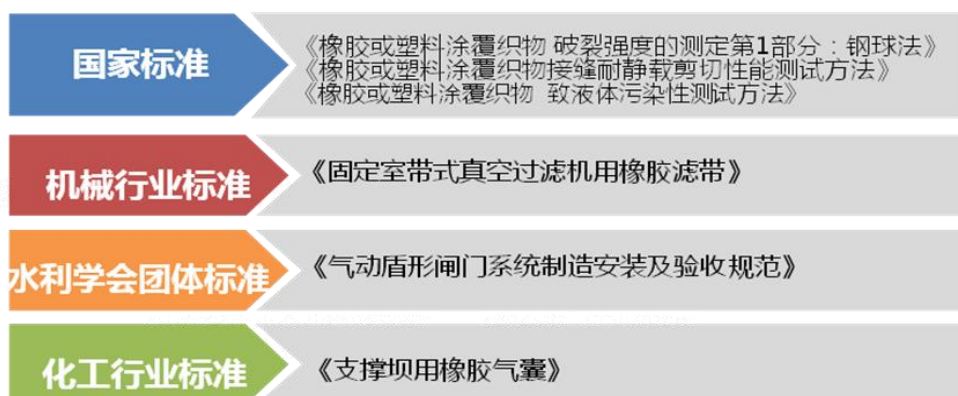 国家标准
《橡胶或塑料涂覆织物 破裂强度的测定第1部分：钢球法》
《橡胶或塑料涂覆织物接缝耐静载剪切性能测试方法》
《橡胶或塑料涂覆织物 致液体污染性测试方法》
机械行业标准
《固定室带式真空过滤机用橡胶滤带》
水利学会团体标准
《气动盾形闸门系统制造安装及验收规范》
化工行业标准
《支撑坝用橡胶气囊》